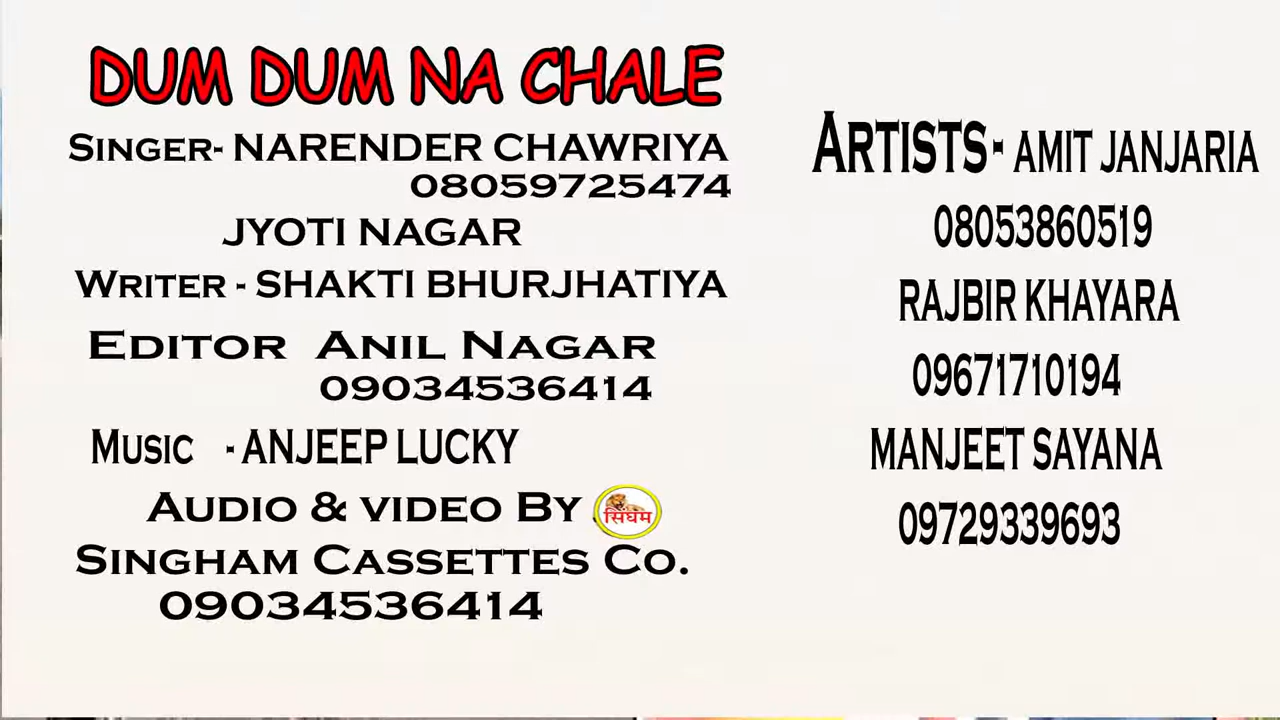 DUM DUM NA CHALE
SINGER- NARENDER CHAWRIYA
08059725474
JYOTI NAGAR
WRITER - SHAKTI BHURJHATIYA
EDITOR ANIL NAGAR
09034536414
MUSIC - ANJEEP LUCKY
AUDIO & VIDEO BY
सिंघम
SINGHAM CASSETTES CO.
09034536414
ARTISTS- AMIT JANJARIA
08053860519
RAJBIR KHAYARA
09671710194
MANJEET SAYANA
09729339693